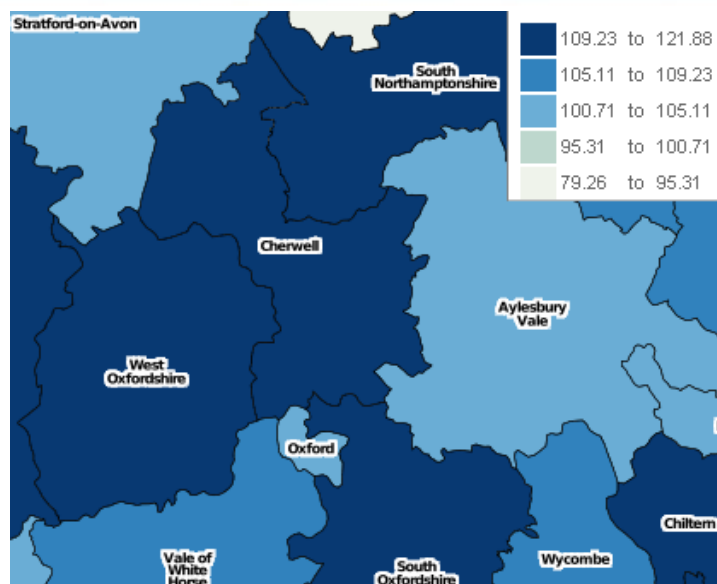 Stratford-on-Avon
109.23 to 121.88
105.11 to 109.23
100.71 to 105.11
95.31 to 100.71
79.26 to 95.31
South
Northamptonshire
Cherwell
Aylesbury
Vale
West
Oxfordshire
Oxford
Chiltern
Vale of
White
Horse
South
Oxfordshire
Wycombe